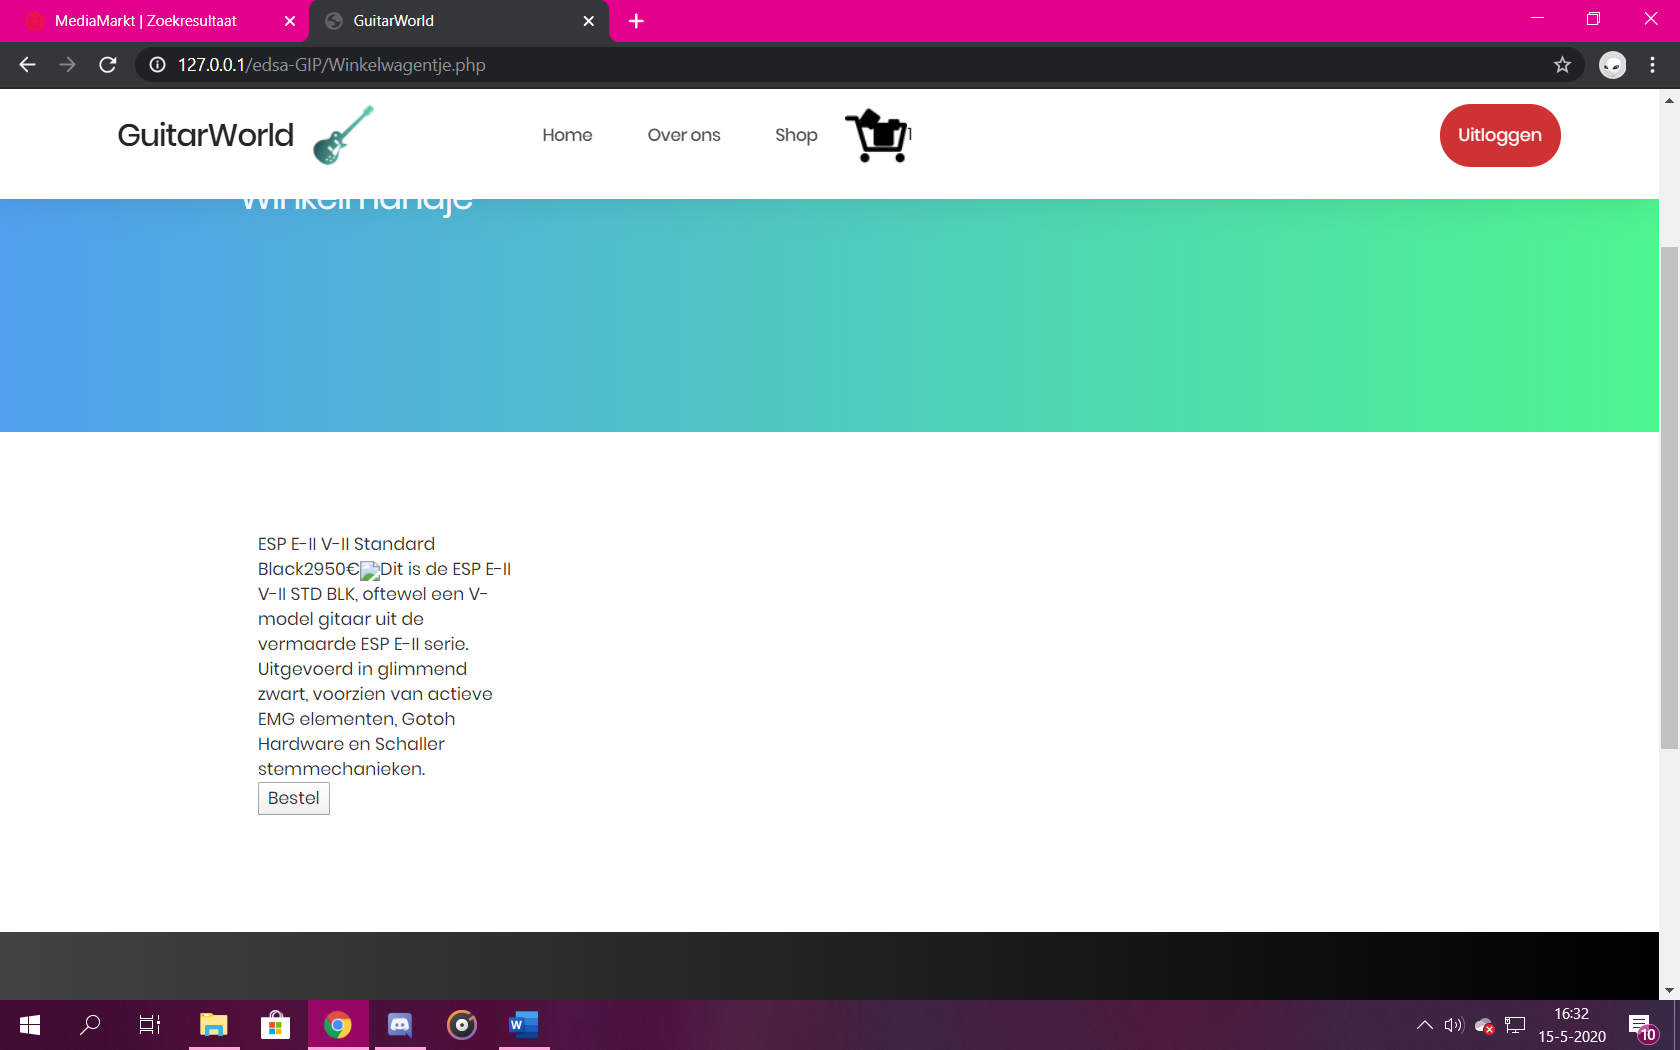 MediaMarkt | Zoekresultaat
GuitarWorld
127.0.0.1/edsa-GIP/Winkelwagentje.php
GuitarWorld
Home
Over ons
Shop
1
Uitloggen
Winkelmandje
ESP E-II V-II Standard
Black2950€Dit is de ESP E-II
V-II STD BLK, oftewel een V-
model gitaar uit de
vermaarde ESP E-II serie.
Uitgevoerd in glimmend
zwart, voorzien van actieve
EMG elementen, Gotoh
Hardware en Schaller
stemmechanieken.
Bestel
W
16:32
15-5-2020
10